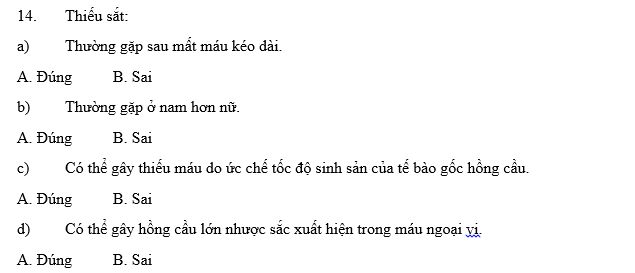 14. Thiếu sắt:
a) Thường gặp sau mất máu kéo dài.
A. Đúng B. Sai
b) Thường gặp ở nam hơn nữ.
A. Đúng B. Sai
c) Có thể gây thiếu máu do ức chế tốc độ sinh sản của tế bào gốc hồng cầu.
A. Đúng B. Sai
d) Có thể gây hồng cầu lớn nhược sắc xuất hiện trong máu ngoại vi.
A. Đúng B. Sai